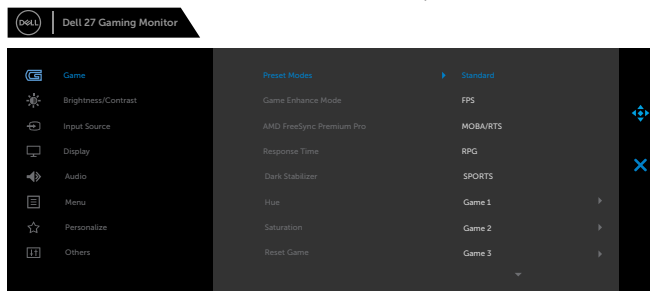 DELL Dell 27 Gaming Monitor
Game Preset Modes Standard
Brightness/Contrast Game Enhance Mode FPS
Input Source AMD FreeSync Premium Pro MOBA/RTS
Display Response Time RPG
Audio Dark Stabilizer SPORTS
Menu Hue Game 1
Personalize Saturation Game 2
Others Reset Game Game 3